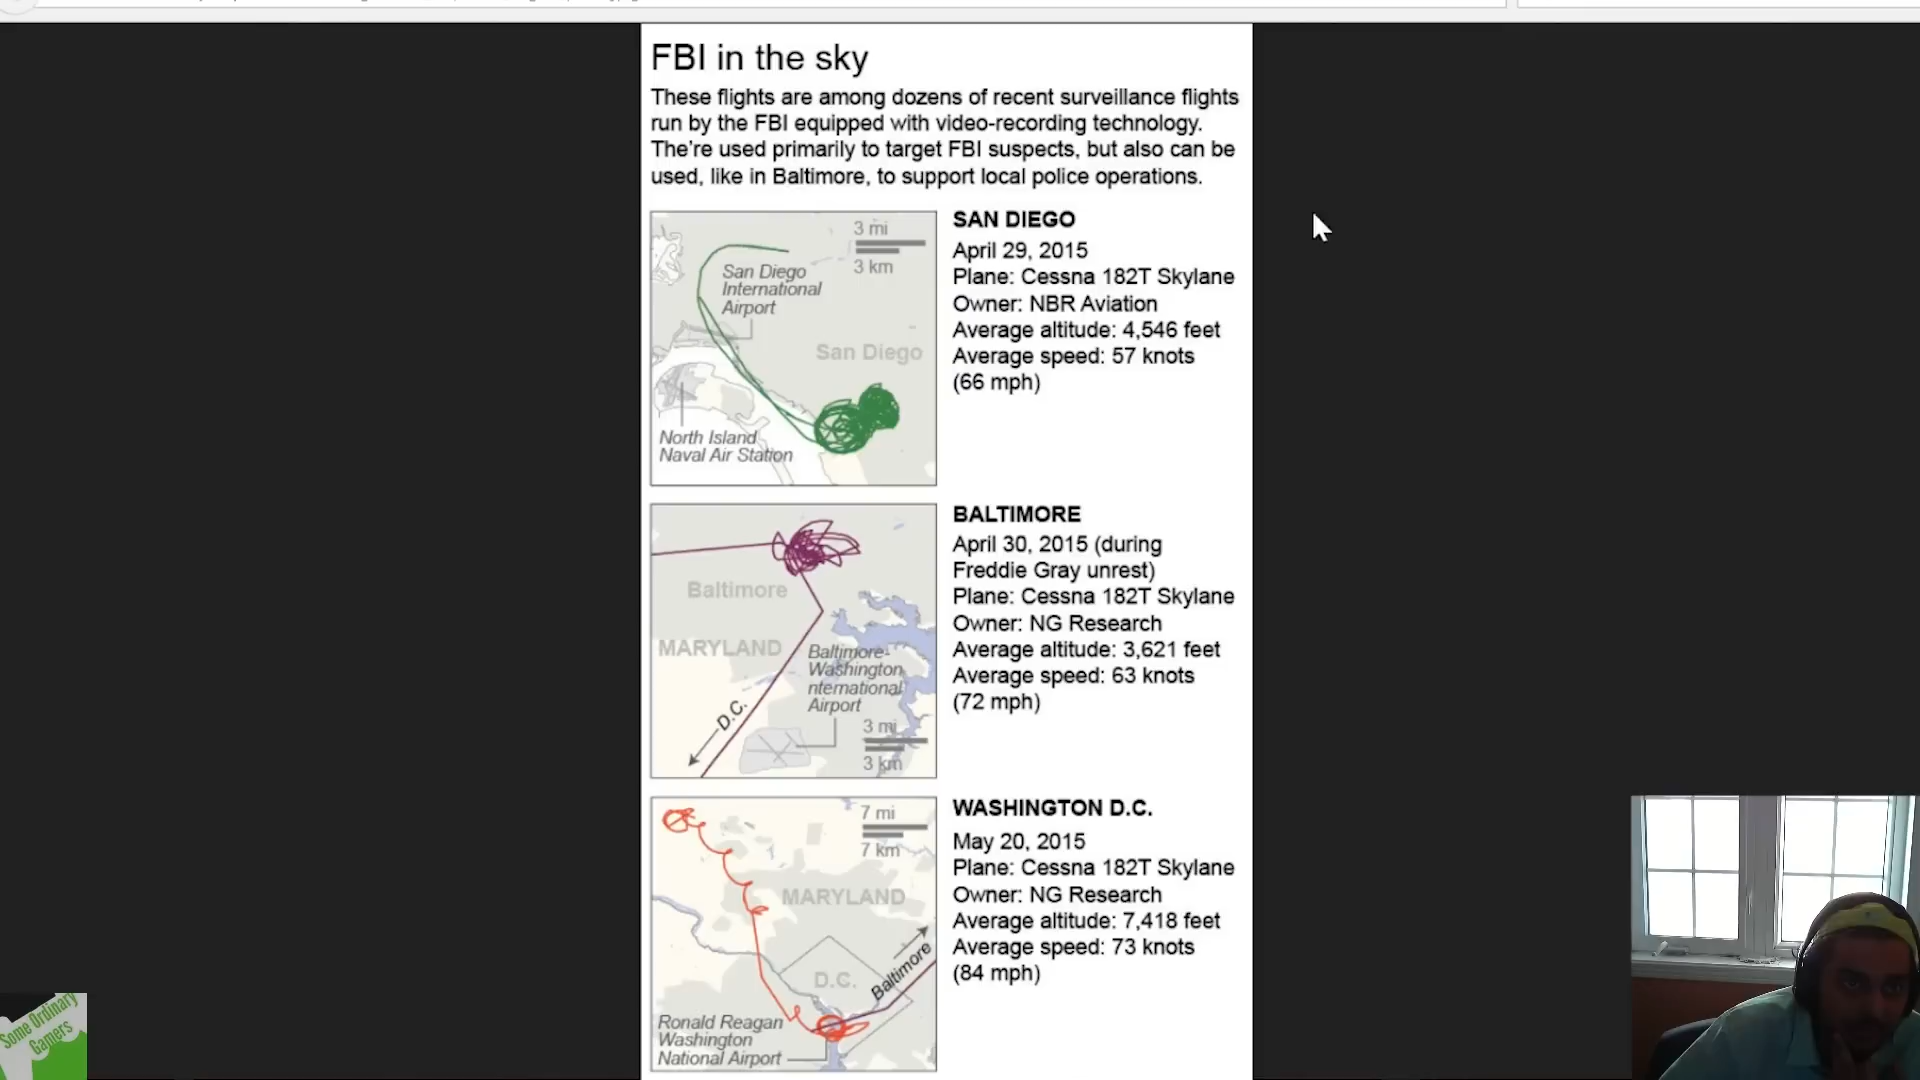 FBI in the sky
These flights are among dozens of recent surveillance flights
run by the FBI equipped with video-recording technology.
The're used primarily to target FBI suspects, but also can be
used, like in Baltimore, to support local police operations.
3 mi
3 km
San Diego
International
Airport
San Diego
North Island
Naval Air Station
SAN DIEGO
April 29, 2015
Plane: Cessna 182T Skylane
Owner: NBR Aviation
Average altitude: 4,546 feet
Average speed: 57 knots
(66 mph)
Baltimore
MARYLAND
Baltimore-
Washington
nternational
Airport
D.C.
3 mi
3 km
BALTIMORE
April 30, 2015 (during
Freddie Gray unrest)
Plane: Cessna 182T Skylane
Owner: NG Research
Average altitude: 3,621 feet
Average speed: 63 knots
(72 mph)
7 mi
7 km
MARYLAND
D.C.
Baltimore
Ronald Reagan
Washington
National Airport
WASHINGTON D.C.
May 20, 2015
Plane: Cessna 182T Skylane
Owner: NG Research
Average altitude: 7,418 feet
Average speed: 73 knots
(84 mph)
Some Ordinary
Gamers